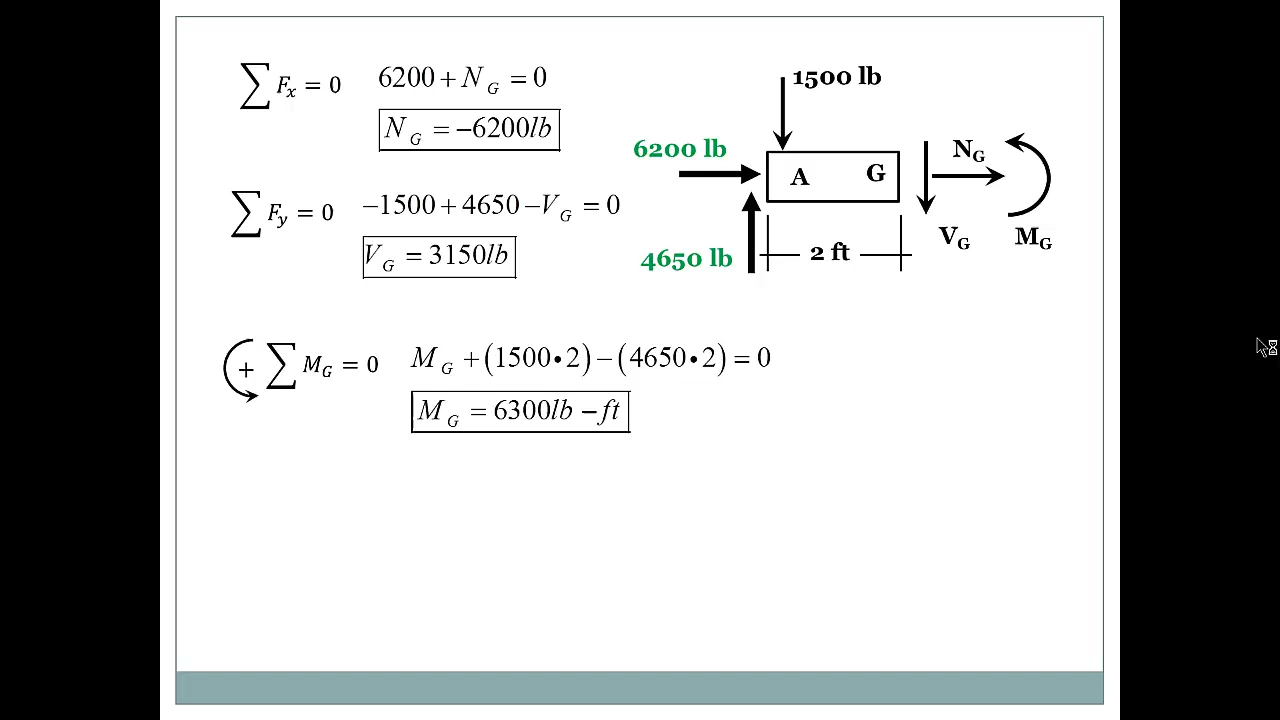 ∑ Fₓ = 0 6200 + N_G = 0
N_G = −6200lb
∑ F_y = 0 −1500 + 4650 − V_G = 0
V_G = 3150lb
+ ∑ M_G = 0 M_G + (1500•2) − (4650•2) = 0
M_G = 6300lb − ft
1500 lb
6200 lb
A
G
N_G
4650 lb
2 ft
V_G
M_G